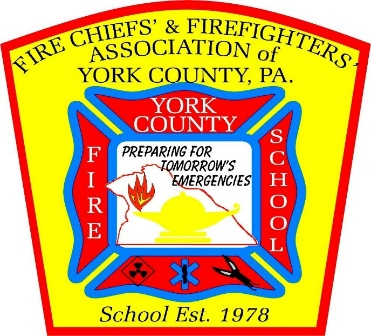 FIRE CHIEFS' & FIREFIGHTERS'
ASSOCIATION of
YORK COUNTY, PA.
YORK
COUNTY
FIRE
SCHOOL
PREPARING FOR
TOMORROW'S
EMERGENCIES
School Est. 1978